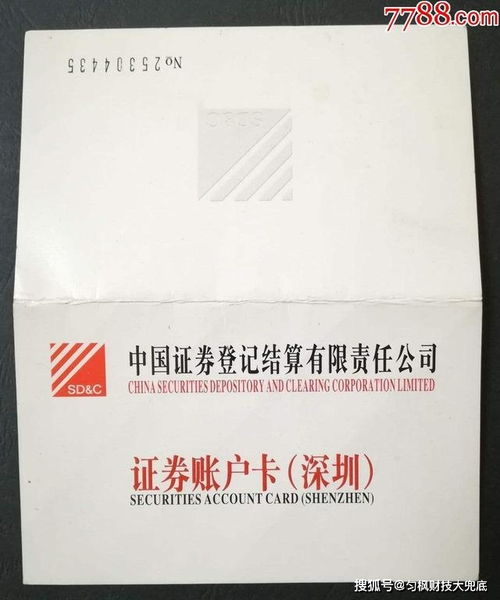 7788.com
No253044435
SD&C
SD&C
中国证券登记结算有限责任公司
CHINA SECURITIES DEPOSITORY AND CLEARING CORPORATION LIMITED
证券账户卡(深圳)
SECURITIES ACCOUNT CARD (SHENZHEN)
搜狐号@匀枫财技大兜底